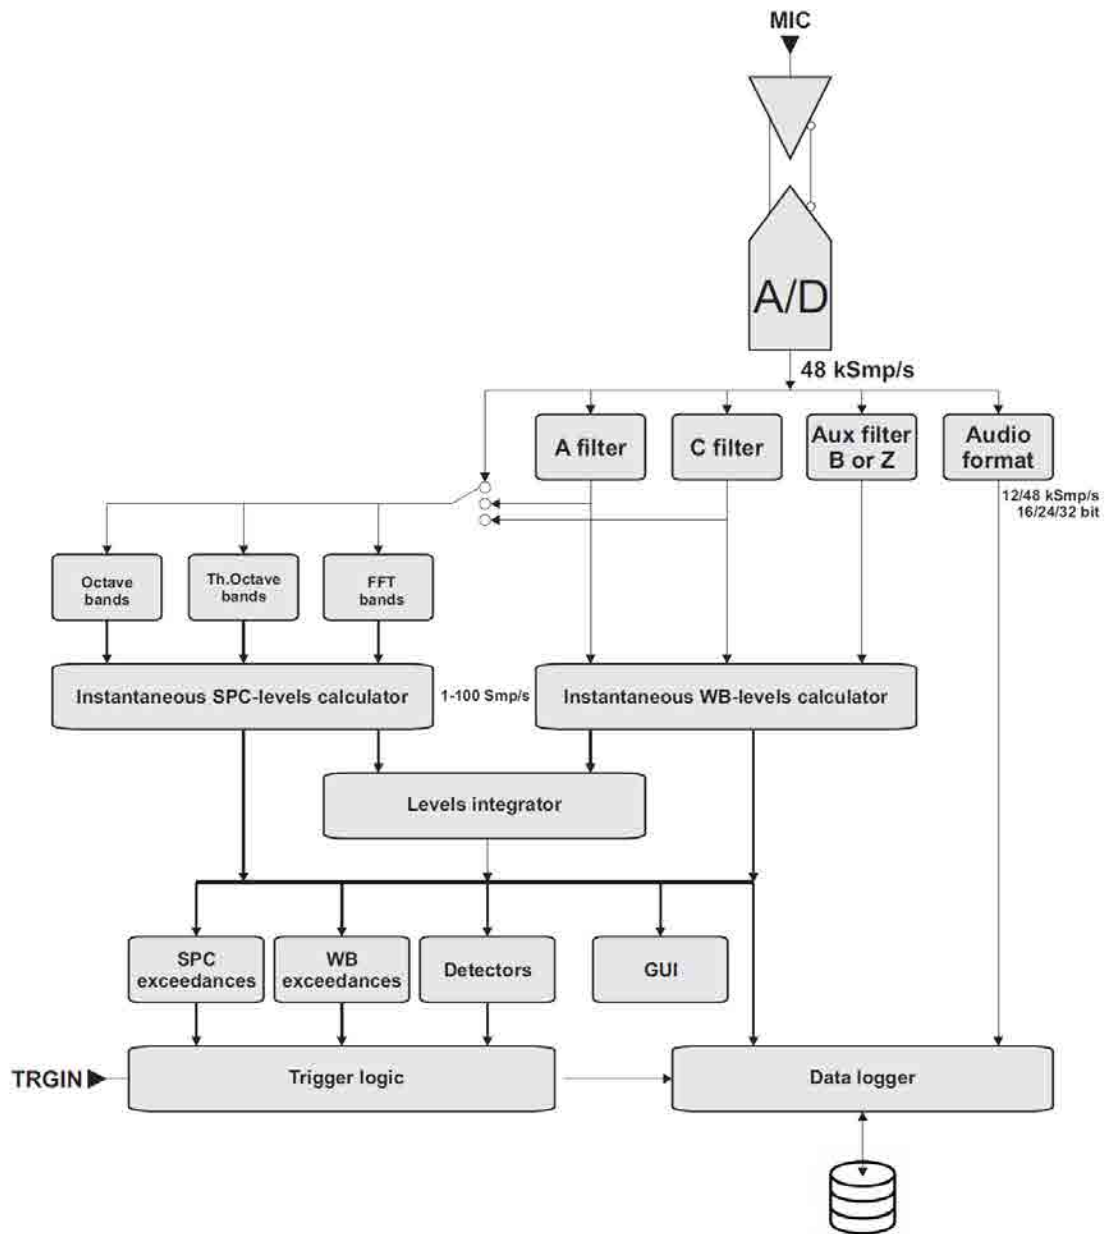 MIC
A/D
48 kSmp/s
A filter
C filter
Aux filter
B or Z
Audio
format
12/48 kSmp/s
16/24/32 bit
Octave
bands
Th.Octave
bands
FFT
bands
Instantaneous SPC-levels calculator
1-100 Smp/s
Instantaneous WB-levels calculator
Levels integrator
SPC
exceedances
WB
exceedances
Detectors
GUI
TRGIN
Trigger logic
Data logger